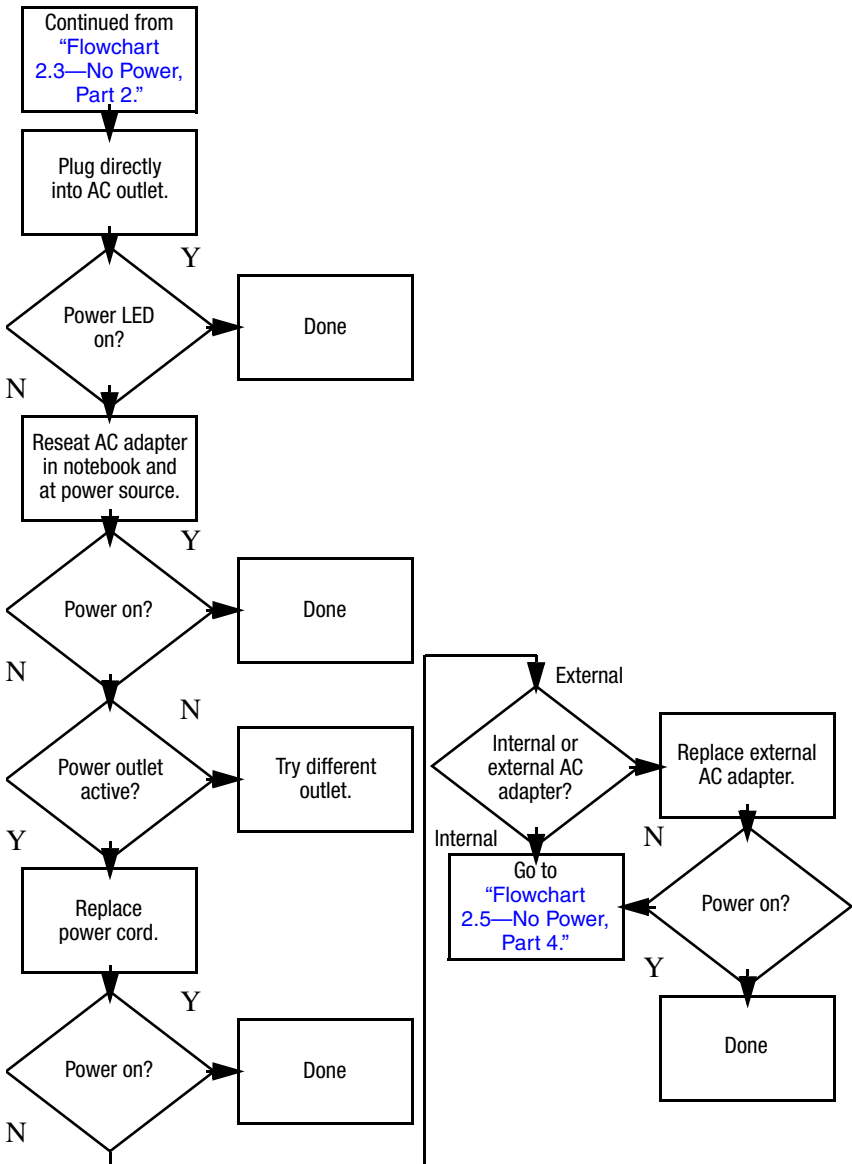 Continued from
“Flowchart
2.3—No Power,
Part 2.”
Plug directly
into AC outlet.
Y
Power LED
on?
Done
N
Reseat AC adapter
in notebook and
at power source.
Y
Power on?
Done
N
N
Power outlet
active?
Try different
outlet.
Y
Replace
power cord.
Y
Power on?
Done
N
External
Internal or
external AC
adapter?
Replace external
AC adapter.
Internal
N
Go to
“Flowchart
2.5—No Power,
Part 4.”
Power on?
Y
Done